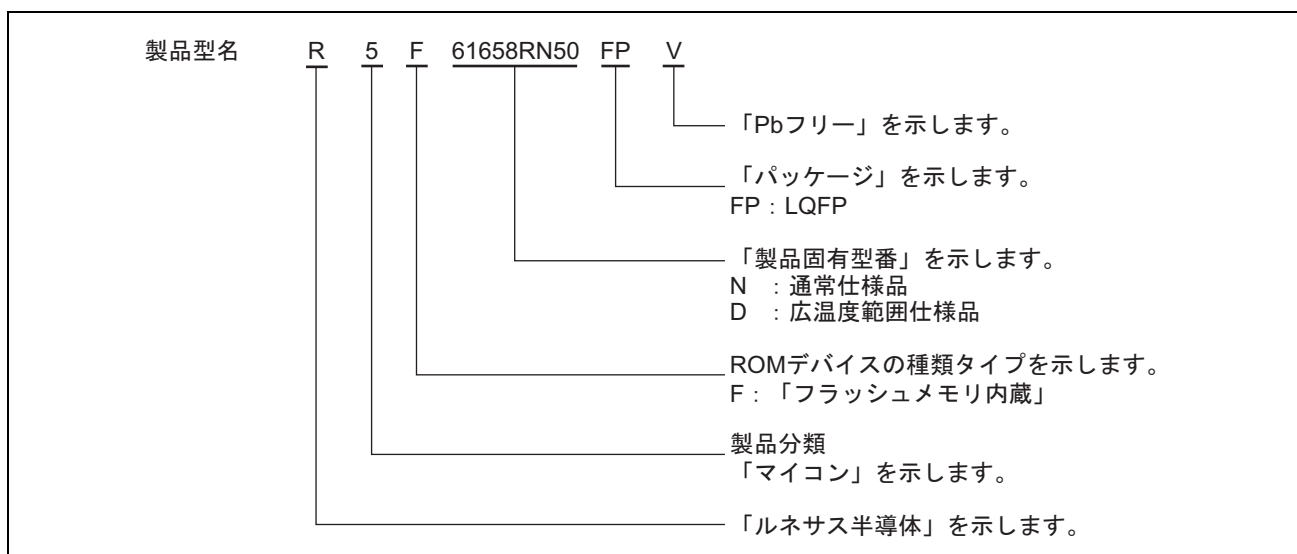 製品型名 R 5 F 61658RN50 FP V
「Pbフリー」を示します。
「パッケージ」を示します。
FP：LQFP
「製品固有型番」を示します。
N ：通常仕様品
D ：広温度範囲仕様品
ROMデバイスの種類タイプを示します。
F：「フラッシュメモリ内蔵」
製品分類
「マイコン」を示します。
「ルネサス半導体」を示します。